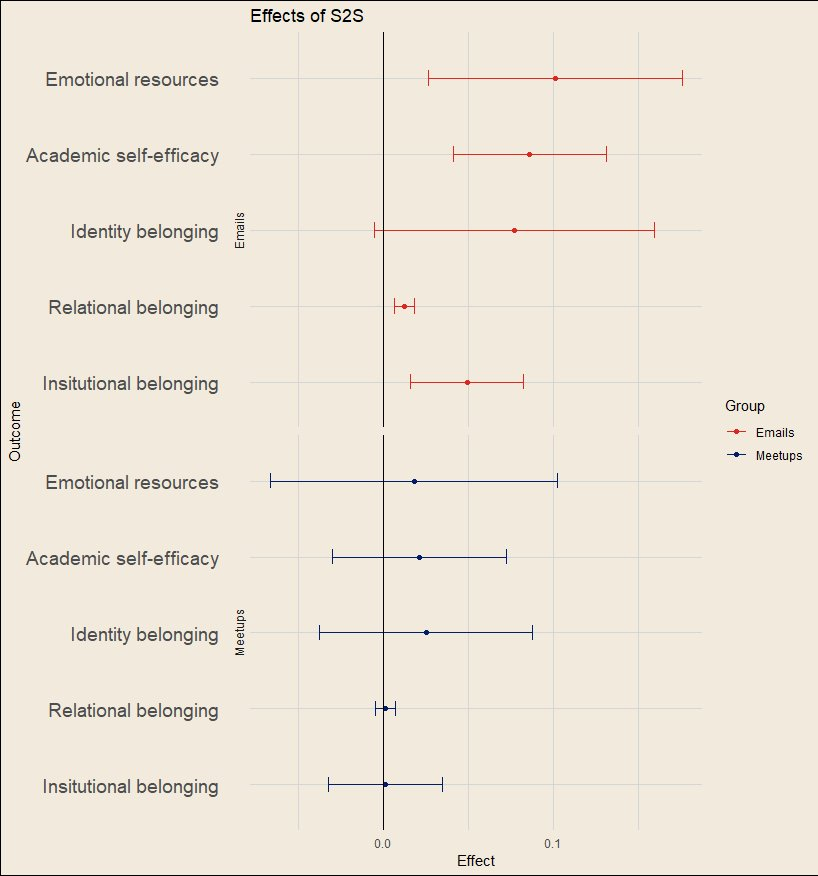 Effects of S2S
Emotional resources
Academic self-efficacy
Identity belonging
Relational belonging
Insitutional belonging
Emails
Emotional resources
Academic self-efficacy
Identity belonging
Relational belonging
Insitutional belonging
Meetups
Outcome
0.0
0.1
Effect
Group
Emails
Meetups